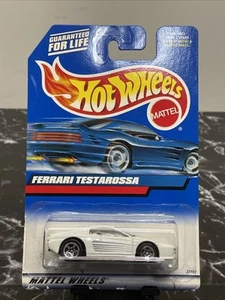 GUARANTEED
FOR LIFE
Hot Wheels
MATTEL
FERRARI TESTAROSSA
MATTEL WHEELS